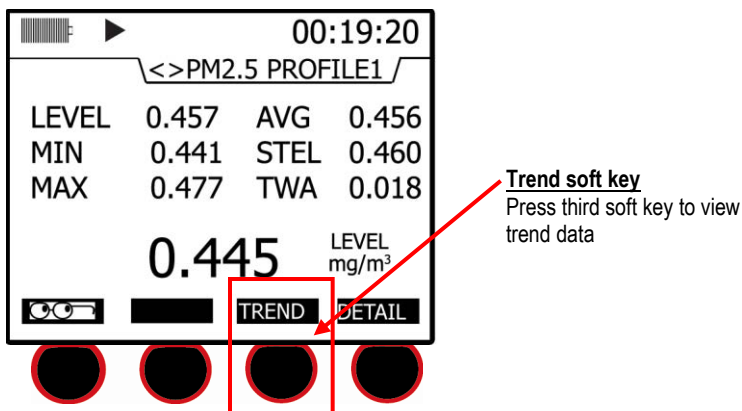 00:19:20
<>PM2.5 PROFILE1
LEVEL 0.457 AVG 0.456
MIN 0.441 STEL 0.460
MAX 0.477 TWA 0.018
0.445 LEVEL
mg/m³
TREND DETAIL
Trend soft key
Press third soft key to view
trend data